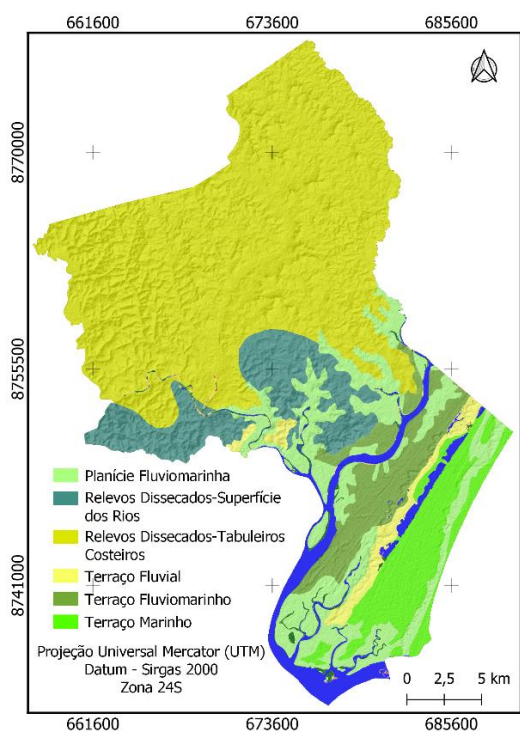 661600 673600 685600
8770000
8755500
8741000
Planície Fluviomarinha
Relevos Dissecados-Superfície
dos Rios
Relevos Dissecados-Tabuleiros
Costeiros
Terraço Fluvial
Terraço Fluviomarinho
Terraço Marinho
Projeção Universal Mercator (UTM)
Datum - Sirgas 2000
Zona 24S
0 2,5 5 km
661600 673600 685600